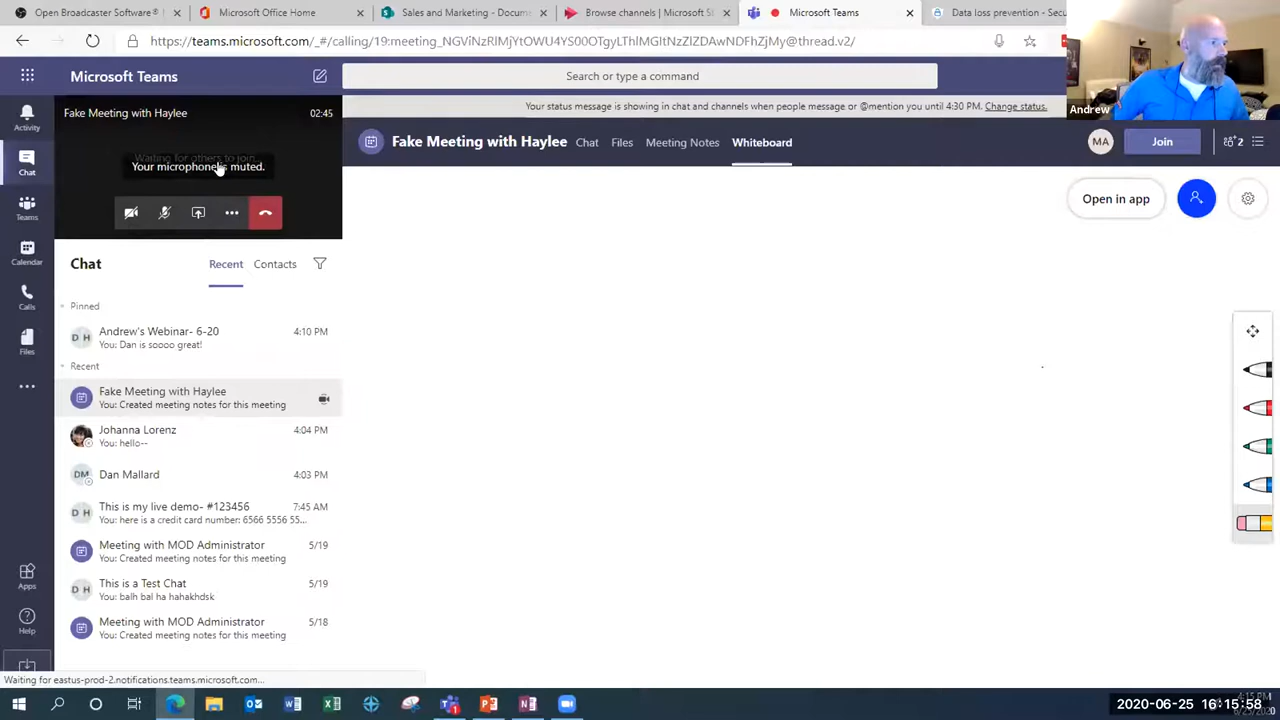 Open Broadcaster Software®
Microsoft Office Home
Sales and Marketing - Docum
Browse channels | Microsoft St
Microsoft Teams
Data loss prevention - Secu
https://teams.microsoft.com/_#/calling
Microsoft Teams
Search or type a command
Your status message is showing in chat and channels when people message or @mention you until 4:30 PM. Change status.
Andrew
Activity
Chat
Teams
Calendar
Calls
Files
Apps
Help
Fake Meeting with Haylee 02:45
Waiting for others to join...
Your microphone is muted.
Fake Meeting with Haylee Chat Files Meeting Notes Whiteboard
MA Join 2
Open in app
Chat Recent Contacts
Pinned
DH Andrew's Webinar- 6-20 4:10 PM
You: Dan is soooo great!
Recent
Fake Meeting with Haylee
You: Created meeting notes for this meeting
Johanna Lorenz 4:04 PM
You: hello--
DM Dan Mallard 4:03 PM
DH This is my live demo- #123456 7:45 AM
You: here is a credit card number: 6566 5556 55...
Meeting with MOD Administrator 5/19
You: Created meeting notes for this meeting
DH This is a Test Chat 5/19
You: balh bal ha hahakhdsk
Meeting with MOD Administrator 5/18
You: Created meeting notes for this meeting
Waiting for eastus-prod-2.notifications.teams.microsoft.com...
2020-06-25 16:15:58